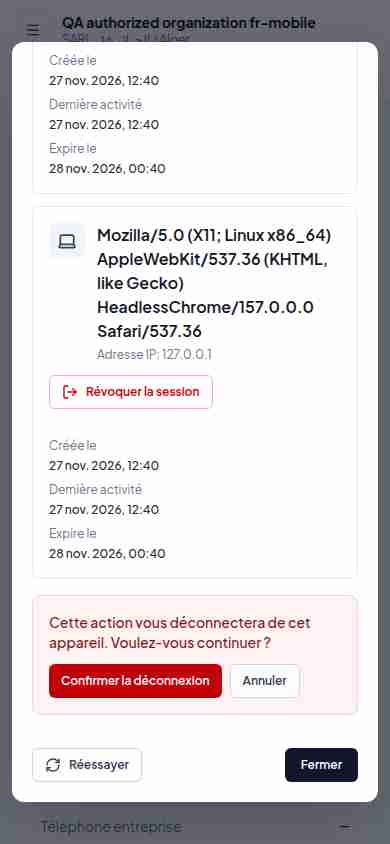 QA authorized organization fr-mobile
Créée le
27 nov. 2026, 12:40
Dernière activité
27 nov. 2026, 12:40
Expire le
28 nov. 2026, 00:40
Mozilla/5.0 (X11; Linux x86_64)
AppleWebKit/537.36 (KHTML,
like Gecko)
HeadlessChrome/157.0.0.0
Safari/537.36
Adresse IP: 127.0.0.1
Révoquer la session
Créée le
27 nov. 2026, 12:40
Dernière activité
27 nov. 2026, 12:40
Expire le
28 nov. 2026, 00:40
Cette action vous déconnectera de cet
appareil. Voulez-vous continuer ?
Confirmer la déconnexion
Annuler
Réessayer
Fermer
Téléphone entreprise